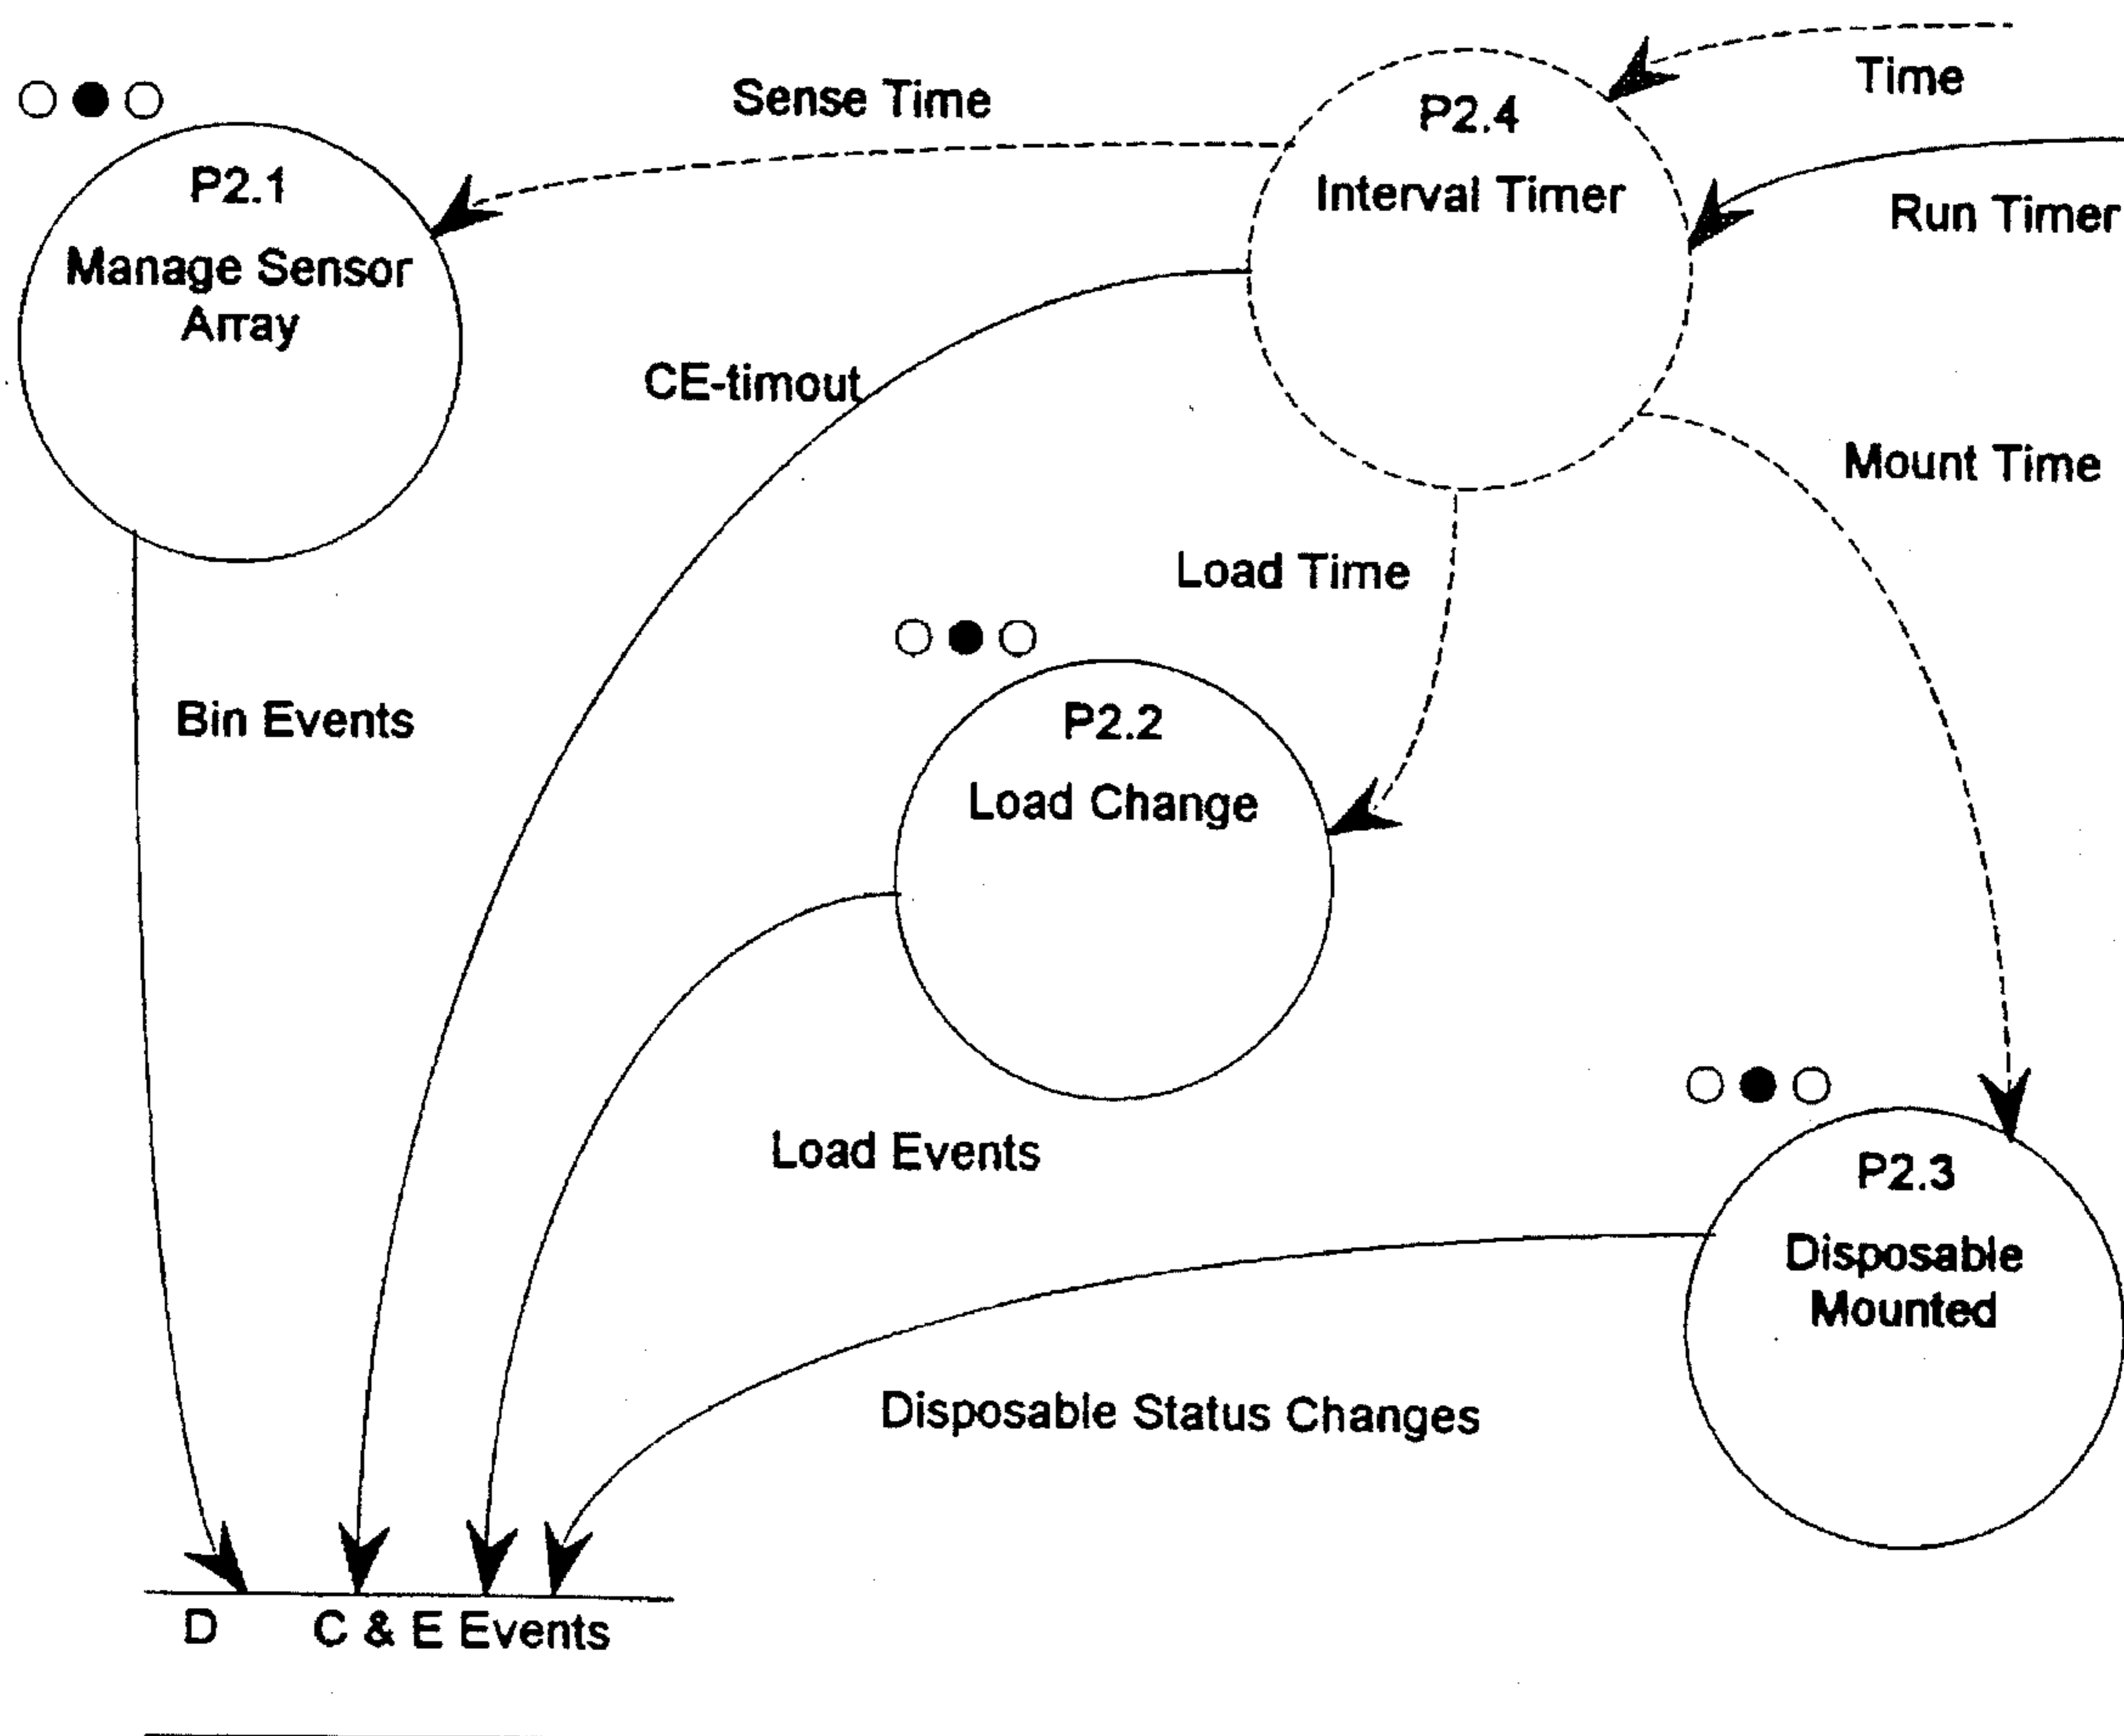 Time
Sense Time
P2.4
Interval Timer
P2.1
Manage Sensor
Array
Run Timer
CE-timout
Mount Time
Load Time
Bin Events
P2.2
Load Change
Load Events
P2.3
Disposable
Mounted
Disposable Status Changes
D C & E Events